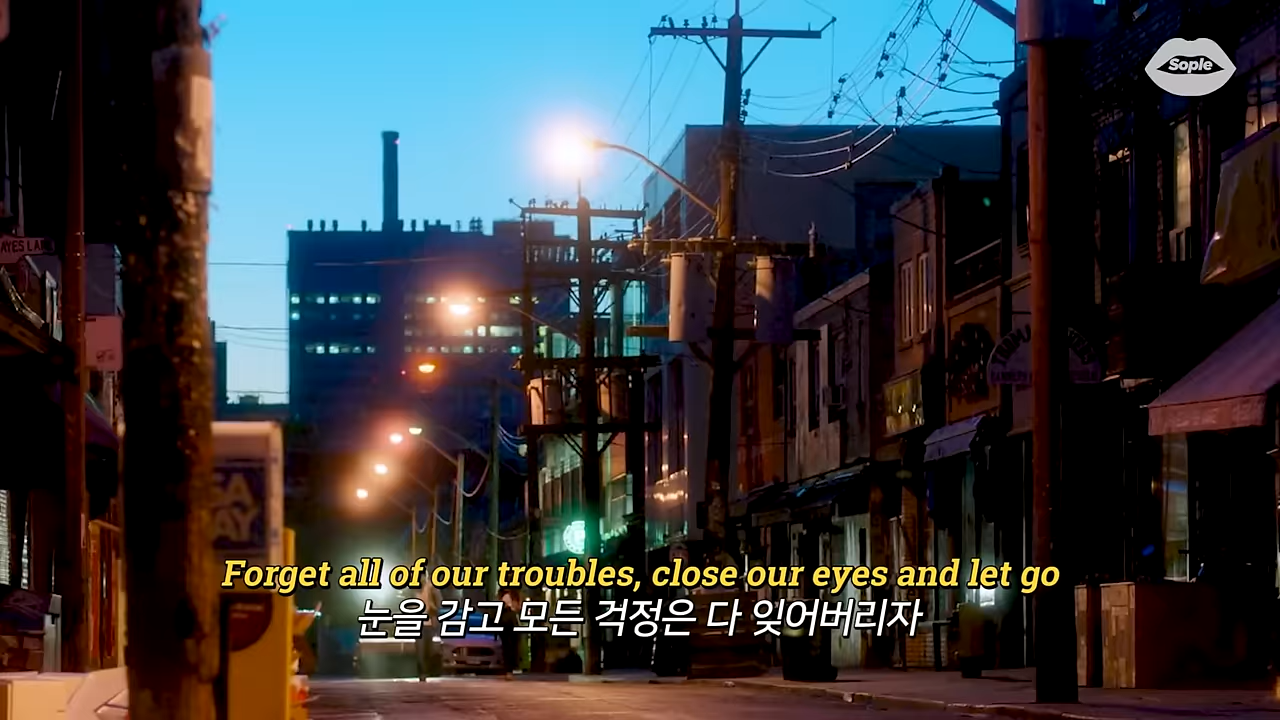 Sople
Forget all of our troubles, close our eyes and let go
눈을 감고 모든 걱정은 다 잊어버리자